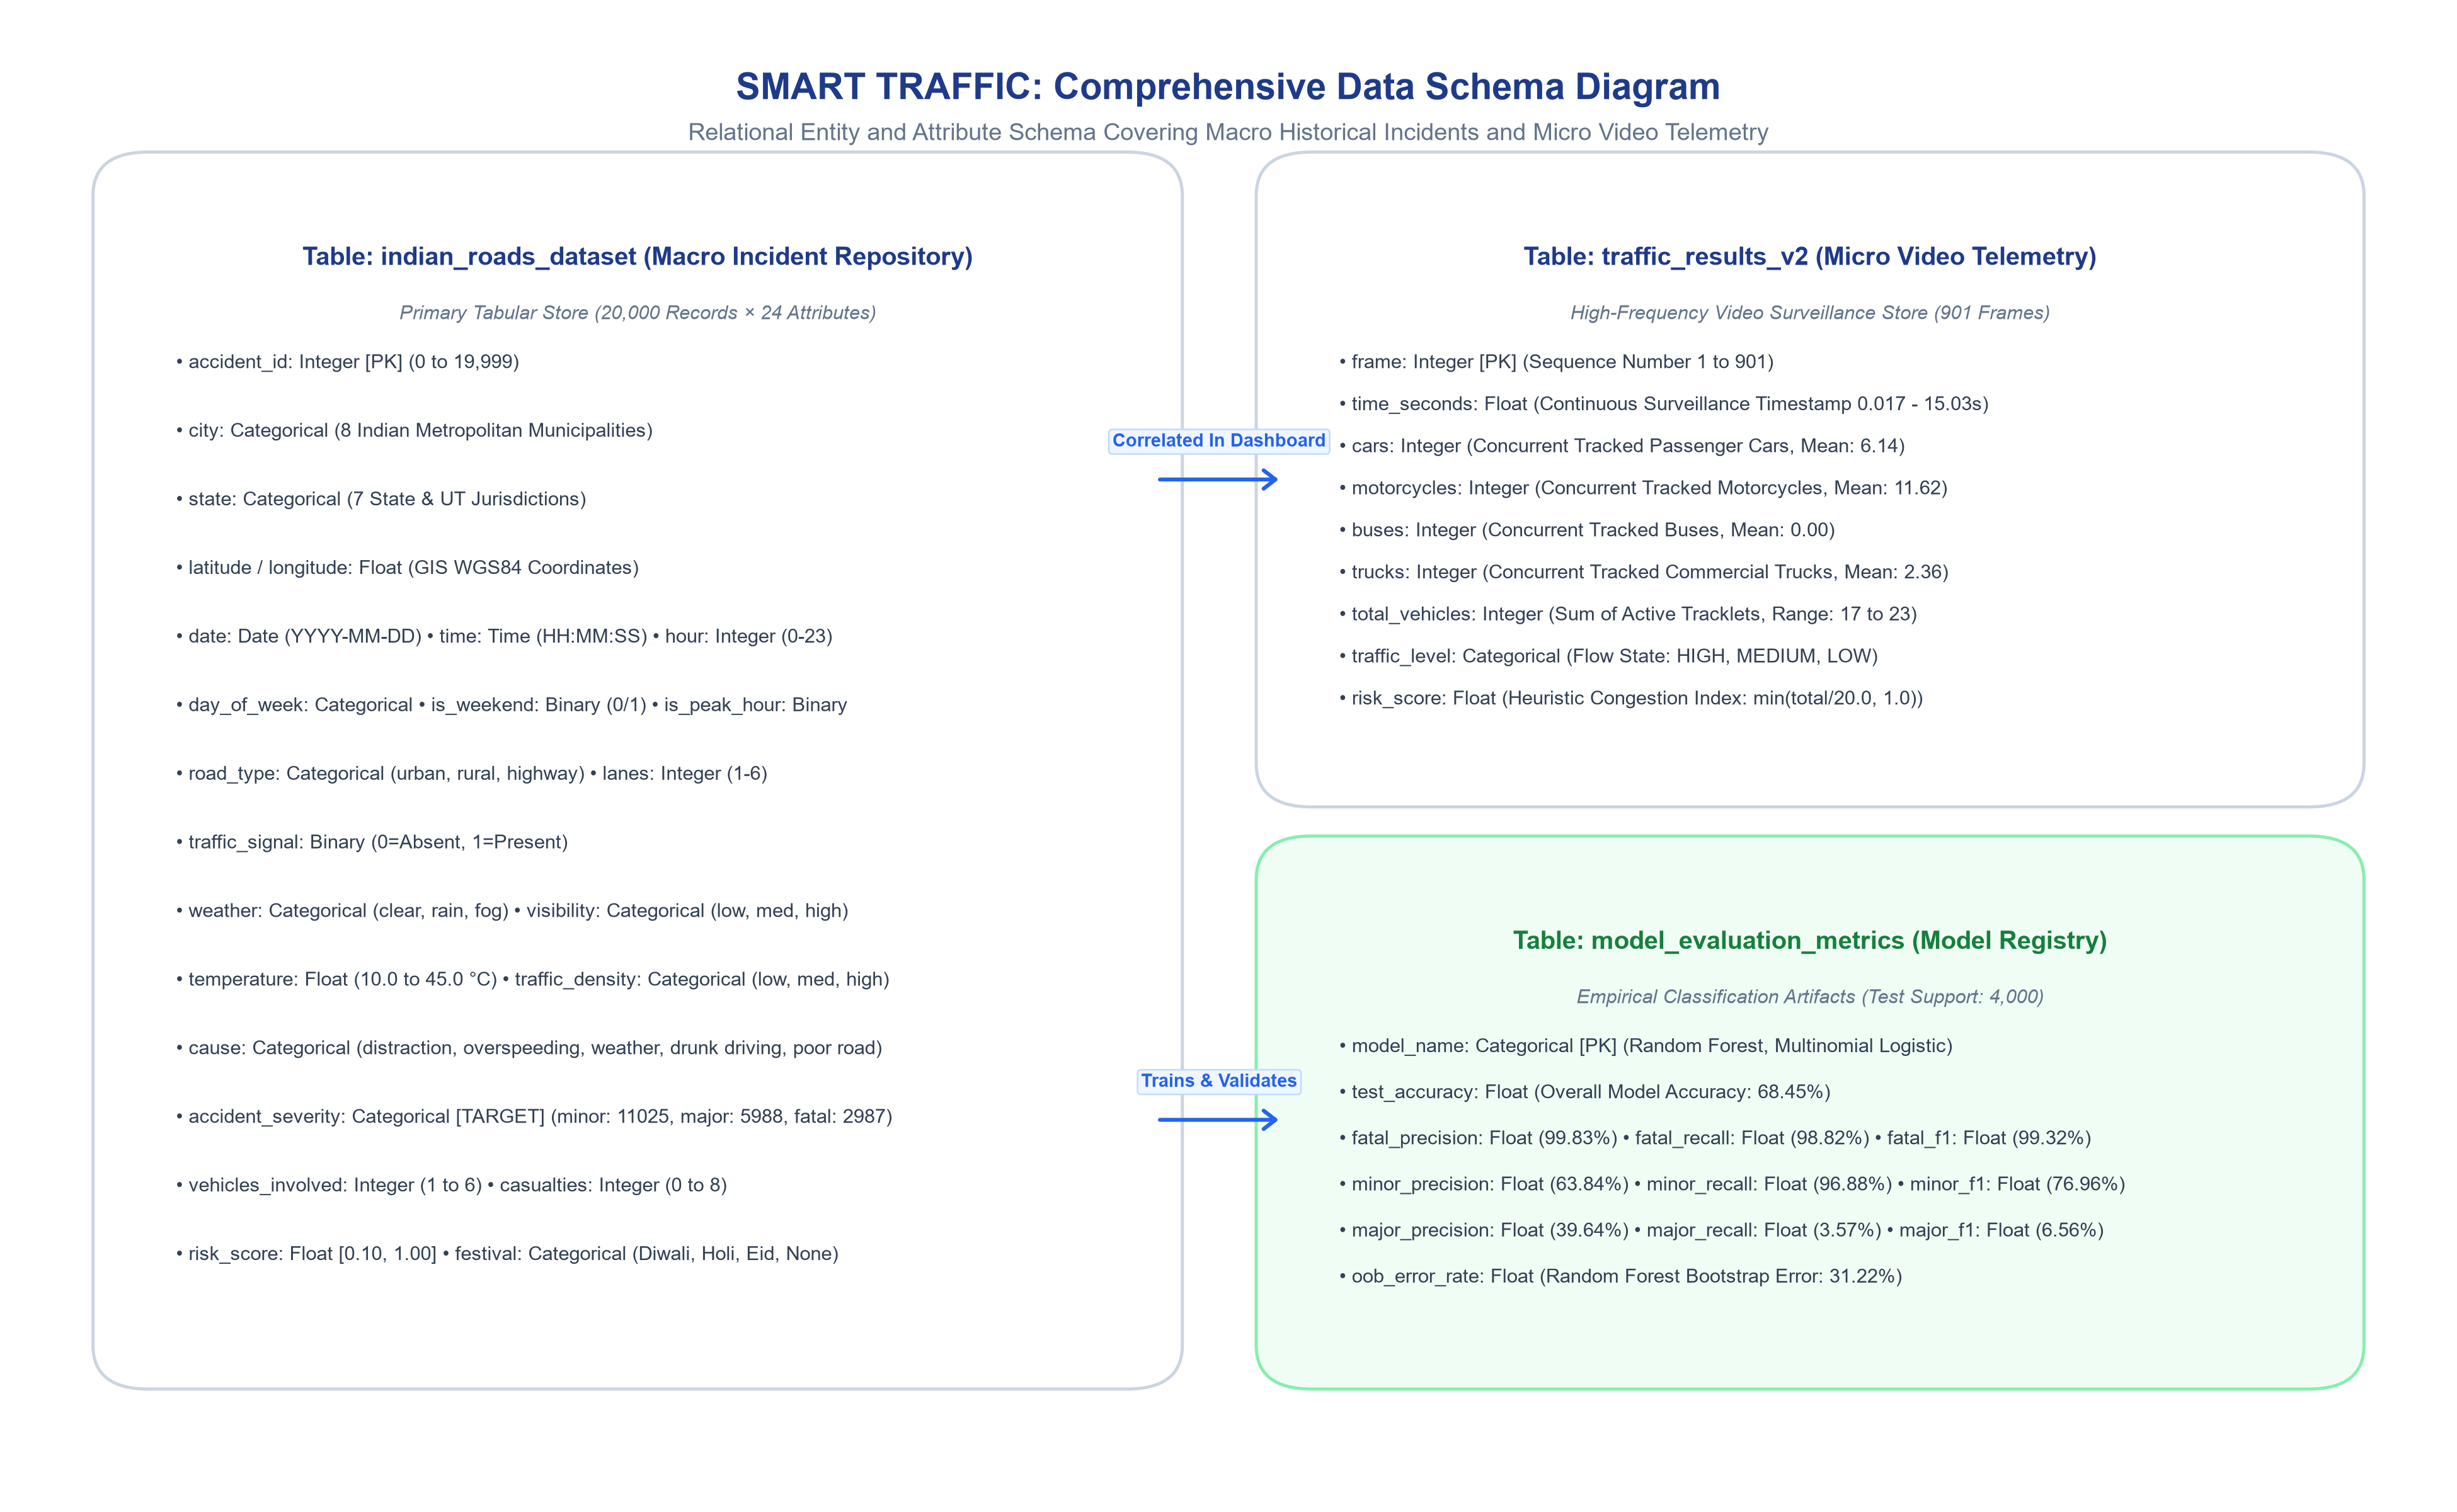 SMART TRAFFIC: Comprehensive Data Schema Diagram
Relational Entity and Attribute Schema Covering Macro Historical Incidents and Micro Video Telemetry
Table: indian_roads_dataset (Macro Incident Repository)
Primary Tabular Store (20,000 Records × 24 Attributes)
• accident_id: Integer [PK] (0 to 19,999)
• city: Categorical (8 Indian Metropolitan Municipalities)
• state: Categorical (7 State & UT Jurisdictions)
• latitude / longitude: Float (GIS WGS84 Coordinates)
• date: Date (YYYY-MM-DD) • time: Time (HH:MM:SS) • hour: Integer (0-23)
• day_of_week: Categorical • is_weekend: Binary (0/1) • is_peak_hour: Binary
• road_type: Categorical (urban, rural, highway) • lanes: Integer (1-6)
• traffic_signal: Binary (0=Absent, 1=Present)
• weather: Categorical (clear, rain, fog) • visibility: Categorical (low, med, high)
• temperature: Float (10.0 to 45.0 °C) • traffic_density: Categorical (low, med, high)
• cause: Categorical (distraction, overspeeding, weather, drunk driving, poor road)
• accident_severity: Categorical [TARGET] (minor: 11025, major: 5988, fatal: 2987)
• vehicles_involved: Integer (1 to 6) • casualties: Integer (0 to 8)
• risk_score: Float [0.10, 1.00] • festival: Categorical (Diwali, Holi, Eid, None)
Correlated In Dashboard
Trains & Validates
Table: traffic_results_v2 (Micro Video Telemetry)
High-Frequency Video Surveillance Store (901 Frames)
• frame: Integer [PK] (Sequence Number 1 to 901)
• time_seconds: Float (Continuous Surveillance Timestamp 0.017 - 15.03s)
• cars: Integer (Concurrent Tracked Passenger Cars, Mean: 6.14)
• motorcycles: Integer (Concurrent Tracked Motorcycles, Mean: 11.62)
• buses: Integer (Concurrent Tracked Buses, Mean: 0.00)
• trucks: Integer (Concurrent Tracked Commercial Trucks, Mean: 2.36)
• total_vehicles: Integer (Sum of Active Tracklets, Range: 17 to 23)
• traffic_level: Categorical (Flow State: HIGH, MEDIUM, LOW)
• risk_score: Float (Heuristic Congestion Index: min(total/20.0, 1.0))
Table: model_evaluation_metrics (Model Registry)
Empirical Classification Artifacts (Test Support: 4,000)
• model_name: Categorical [PK] (Random Forest, Multinomial Logistic)
• test_accuracy: Float (Overall Model Accuracy: 68.45%)
• fatal_precision: Float (99.83%) • fatal_recall: Float (98.82%) • fatal_f1: Float (99.32%)
• minor_precision: Float (63.84%) • minor_recall: Float (96.88%) • minor_f1: Float (76.96%)
• major_precision: Float (39.64%) • major_recall: Float (3.57%) • major_f1: Float (6.56%)
• oob_error_rate: Float (Random Forest Bootstrap Error: 31.22%)